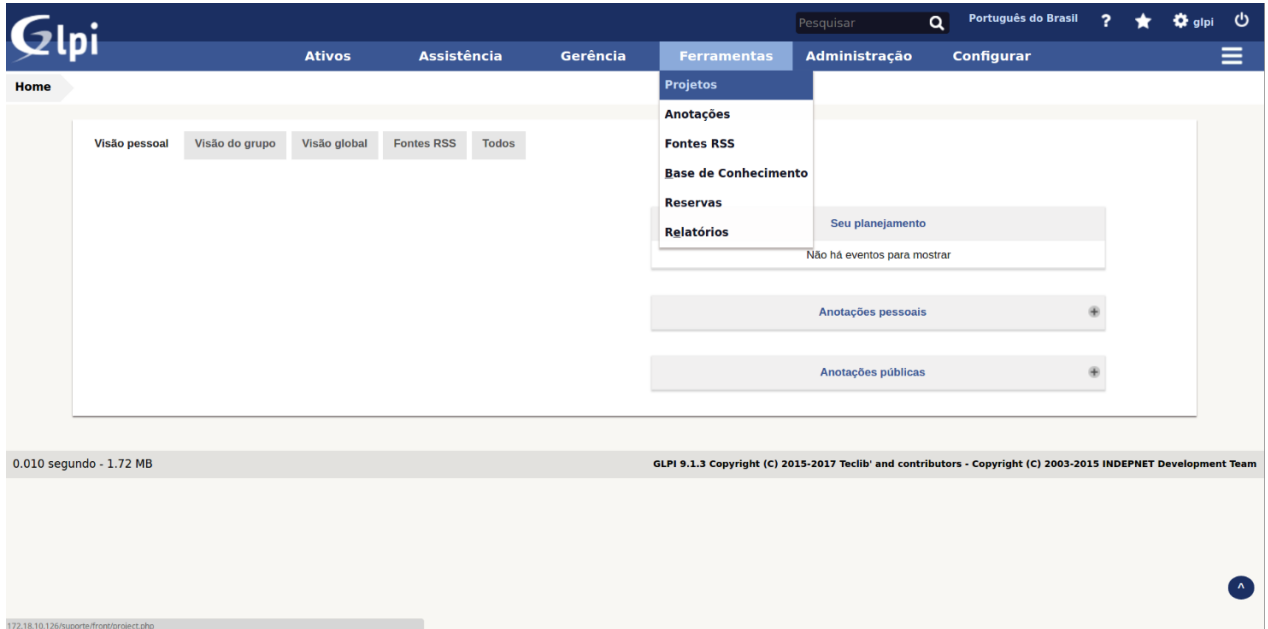 Glpi
Pesquisar Português do Brasil ? glpi
Ativos Assistência Gerência Ferramentas Administração Configurar
Home
Projetos
Anotações
Fontes RSS
Base de Conhecimento
Reservas
Relatórios
Visão pessoal Visão do grupo Visão global Fontes RSS Todos
Seu planejamento
Não há eventos para mostrar
Anotações pessoais
Anotações públicas
0.010 segundo - 1.72 MB
GLPI 9.1.3 Copyright (C) 2015-2017 Teclib' and contributors - Copyright (C) 2003-2015 INDEPNET Development Team
^
172.18.10.126/suporte/front/project.php